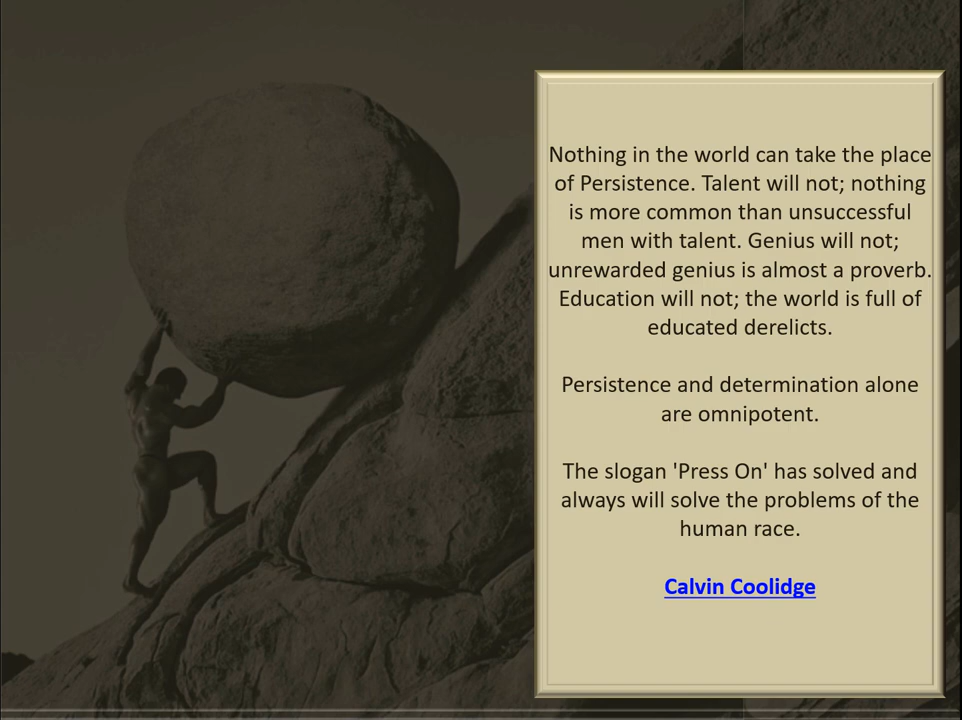 Nothing in the world can take the place
of Persistence. Talent will not; nothing
is more common than unsuccessful
men with talent. Genius will not;
unrewarded genius is almost a proverb.
Education will not; the world is full of
educated derelicts.
Persistence and determination alone
are omnipotent.
The slogan 'Press On' has solved and
always will solve the problems of the
human race.
Calvin Coolidge